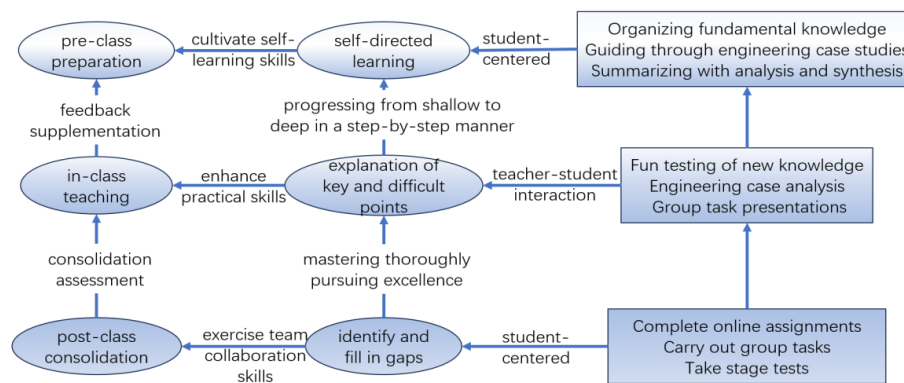 pre-class
preparation
cultivate self-
learning skills
self-directed
learning
student-
centered
Organizing fundamental knowledge
Guiding through engineering case studies
Summarizing with analysis and synthesis
feedback
supplementation
progressing from shallow to
deep in a step-by-step manner
in-class
teaching
enhance
practical skills
explanation of
key and difficult
points
teacher-student
interaction
Fun testing of new knowledge
Engineering case analysis
Group task presentations
consolidation
assessment
mastering thoroughly
pursuing excellence
post-class
consolidation
exercise team
collaboration
skills
identify and
fill in gaps
student-
centered
Complete online assignments
Carry out group tasks
Take stage tests